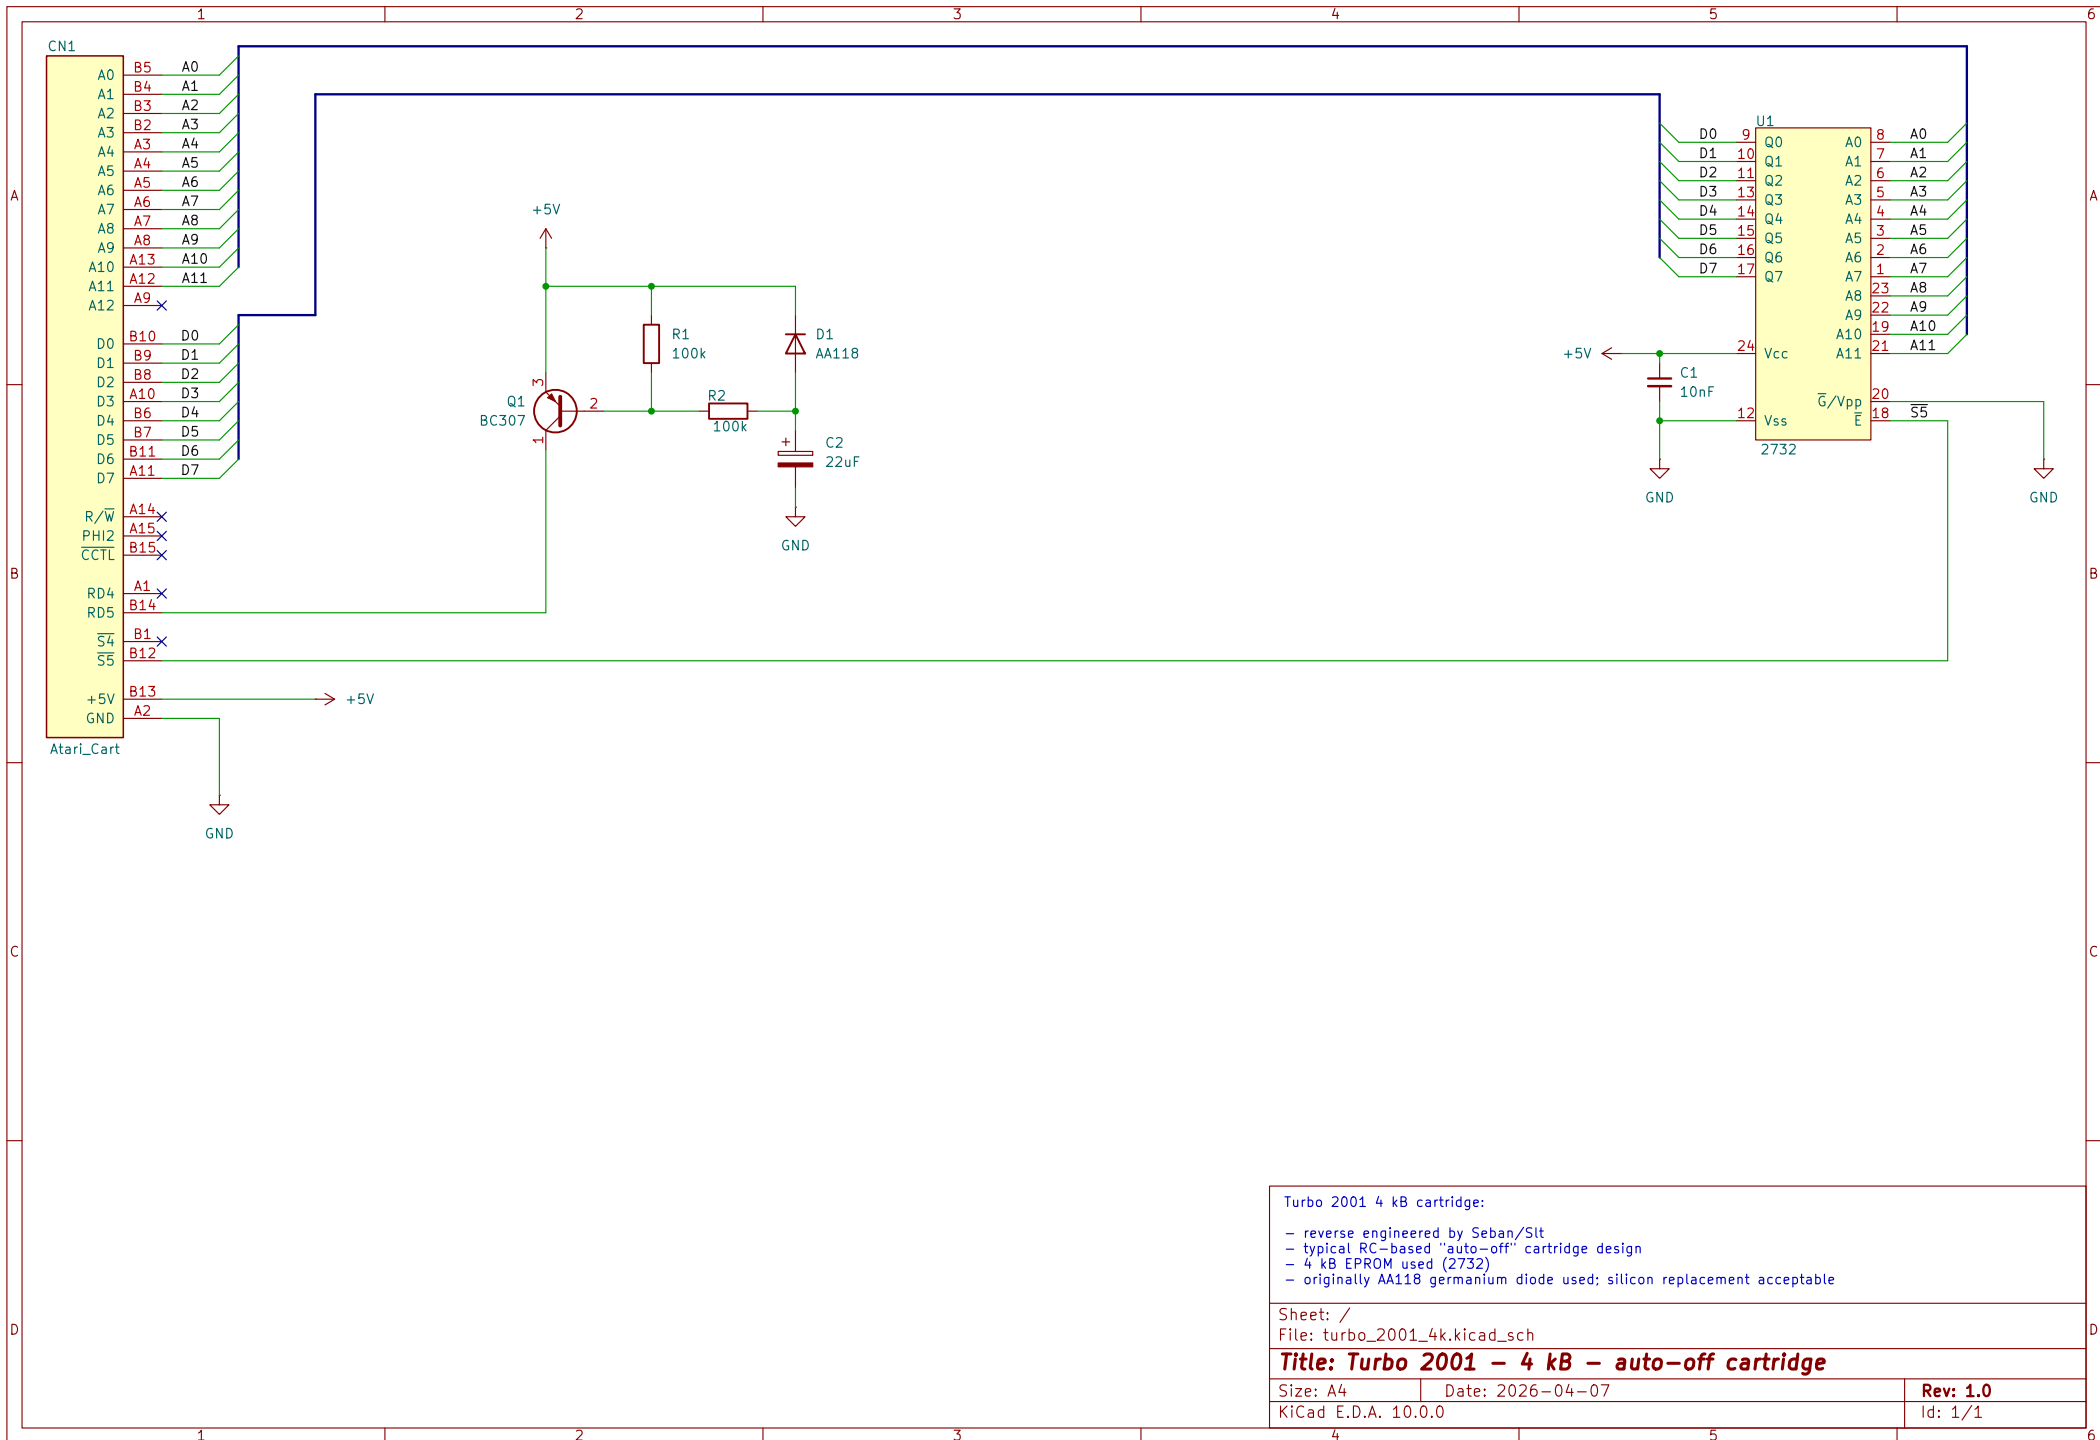 1 2 3 4 5 6
A
B
C
D
A
B
C
D
CN1
A0 B5 A0
A1 B4 A1
A2 B3 A2
A3 B2 A3
A4 A3 A4
A5 A4 A5
A6 A5 A6
A7 A6 A7
A8 A7 A8
A9 A8 A9
A10 A13 A10
A11 A12 A11
A12 A9
D0 B10 D0
D1 B9 D1
D2 B8 D2
D3 A10 D3
D4 B6 D4
D5 B7 D5
D6 B11 D6
D7 A11 D7
R/W A14
PHI2 A15
CCTL B15
RD4 A1
RD5 B14
S4 B1
S5 B12
+5V B13 +5V
GND A2
Atari_Cart
GND
+5V
R1
100k
D1
AA118
Q1
BC307
3
2
1
R2
100k
+
C2
22uF
GND
U1
D0 9 Q0 A0 8 A0
D1 10 Q1 A1 7 A1
D2 11 Q2 A2 6 A2
D3 13 Q3 A3 5 A3
D4 14 Q4 A4 4 A4
D5 15 Q5 A5 3 A5
D6 16 Q6 A6 2 A6
D7 17 Q7 A7 1 A7
A8 23 A8
A9 22 A9
A10 19 A10
+5V 24 Vcc A11 21 A11
C1
10nF
G/Vpp 20
12 Vss E 18 S5
2732
GND
GND
Turbo 2001 4 kB cartridge:
- reverse engineered by Seban/Slt
- typical RC-based "auto-off" cartridge design
- 4 kB EPROM used (2732)
- originally AA118 germanium diode used; silicon replacement acceptable
Sheet: /
File: turbo_2001_4k.kicad_sch
Title: Turbo 2001 - 4 kB - auto-off cartridge
Size: A4 Date: 2026-04-07 Rev: 1.0
KiCad E.D.A. 10.0.0 Id: 1/1
1 2 3 4 5 6